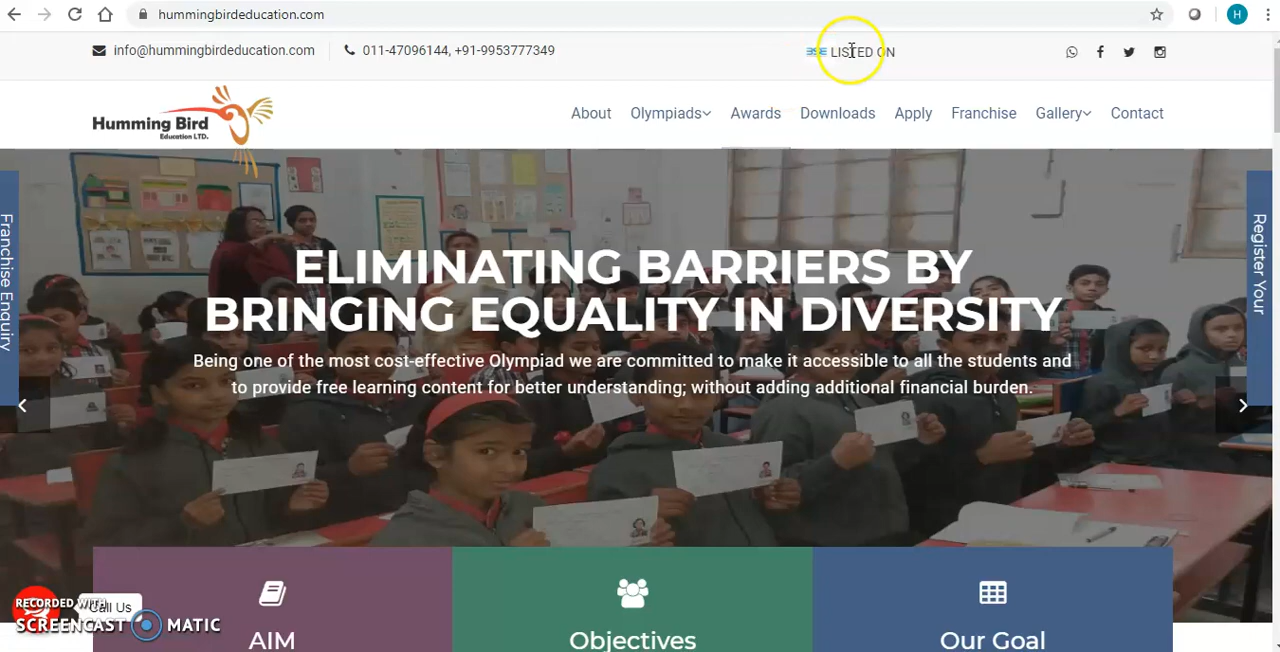 hummingbirdeducation.com
H
info@hummingbirdeducation.com
011-47096144, +91-9953777349
LISTED ON
Humming Bird
Education LTD.
About
Olympiads
Awards
Downloads
Apply
Franchise
Gallery
Contact
Franchise Enquiry
Register Your
ELIMINATING BARRIERS BY
BRINGING EQUALITY IN DIVERSITY
Being one of the most cost-effective Olympiad we are committed to make it accessible to all the students and
to provide free learning content for better understanding; without adding additional financial burden.
RECORDED WITH
Call Us
SCREENCAST MATIC
AIM
Objectives
Our Goal